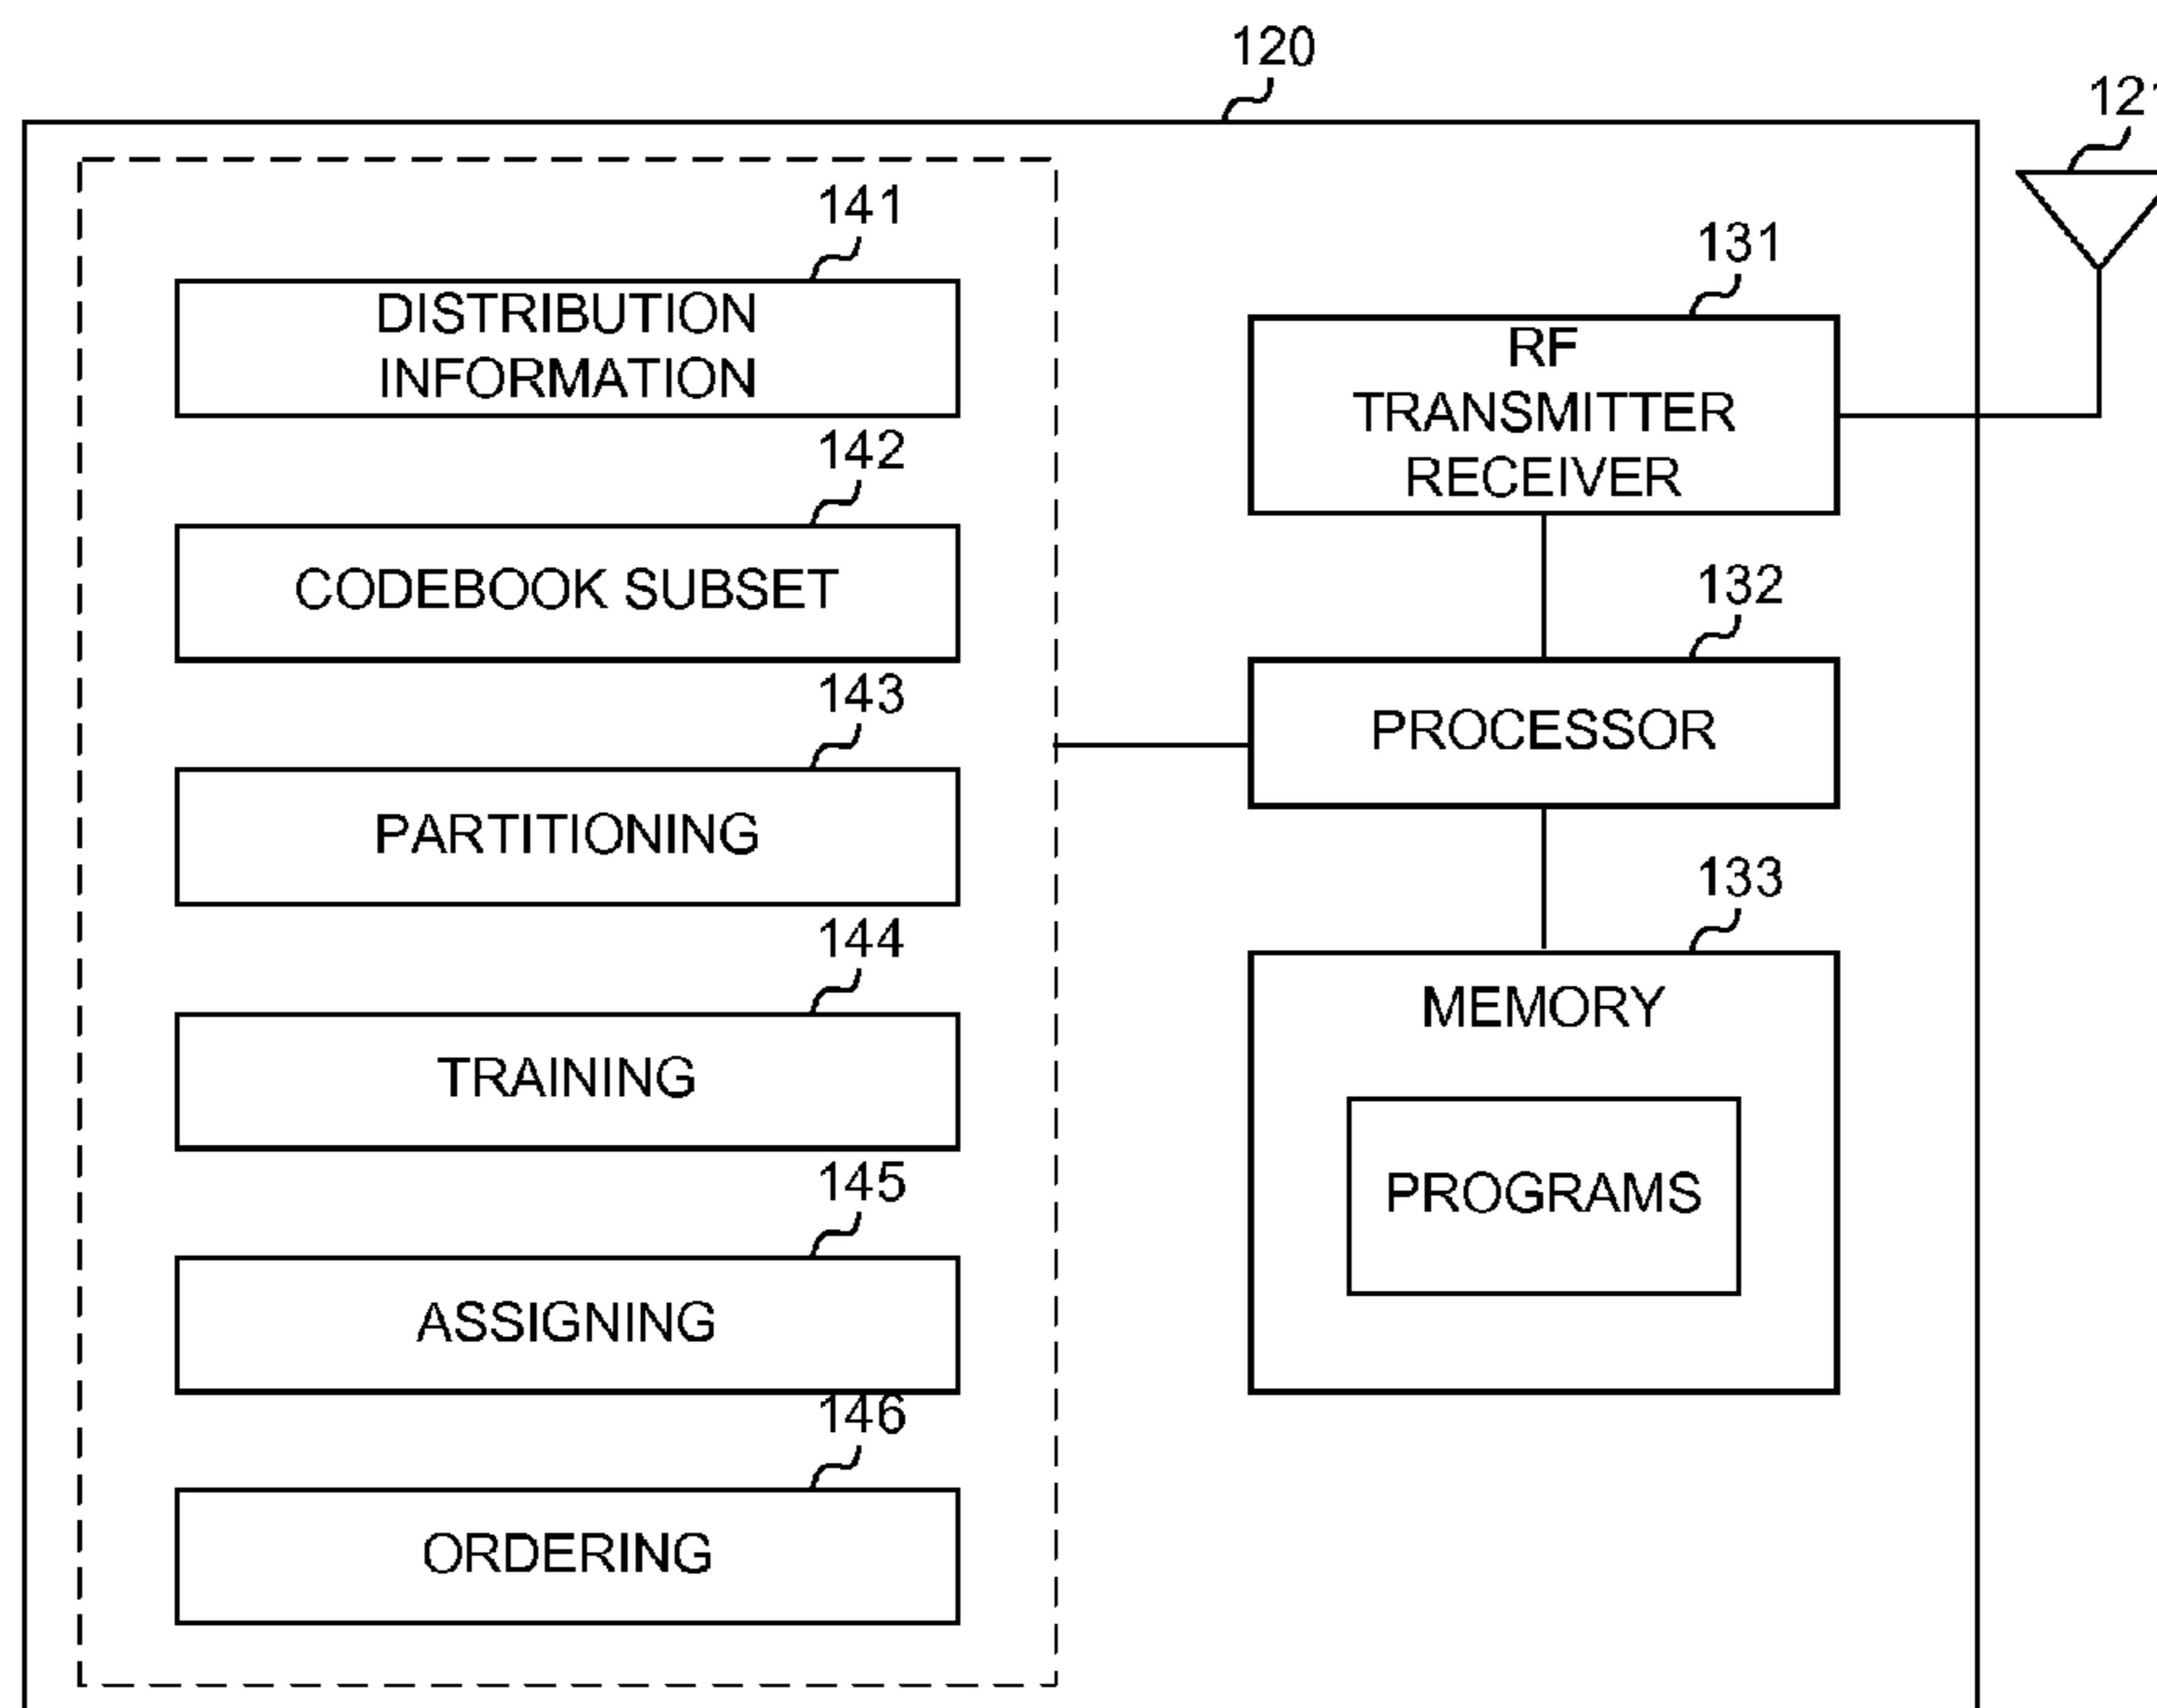 120
121
141
DISTRIBUTION
INFORMATION
142
CODEBOOK SUBSET
143
PARTITIONING
144
TRAINING
145
ASSIGNING
146
ORDERING
131
RF
TRANSMITTER
RECEIVER
132
PROCESSOR
133
MEMORY
PROGRAMS